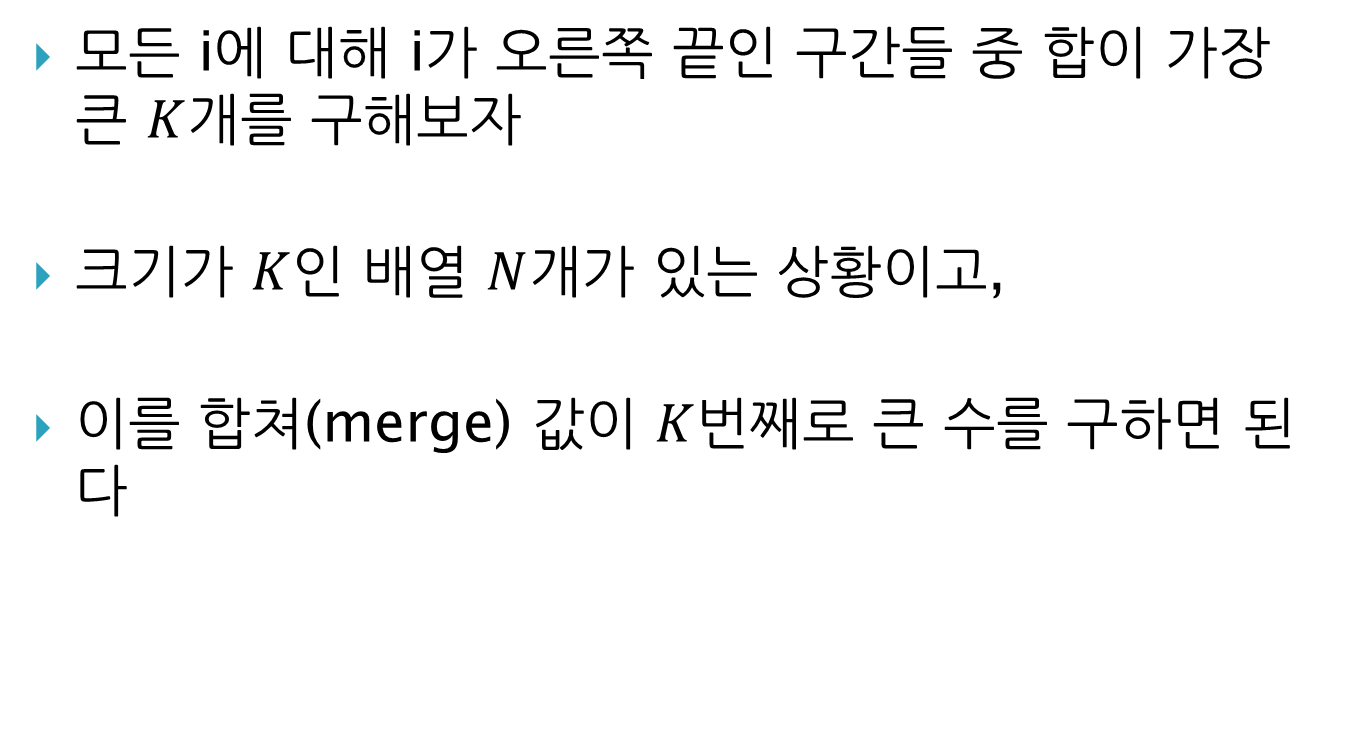 모든 i에 대해 i가 오른쪽 끝인 구간들 중 합이 가장
큰 K개를 구해보자
크기가 K인 배열 N개가 있는 상황이고,
이를 합쳐(merge) 값이 K번째로 큰 수를 구하면 된
다